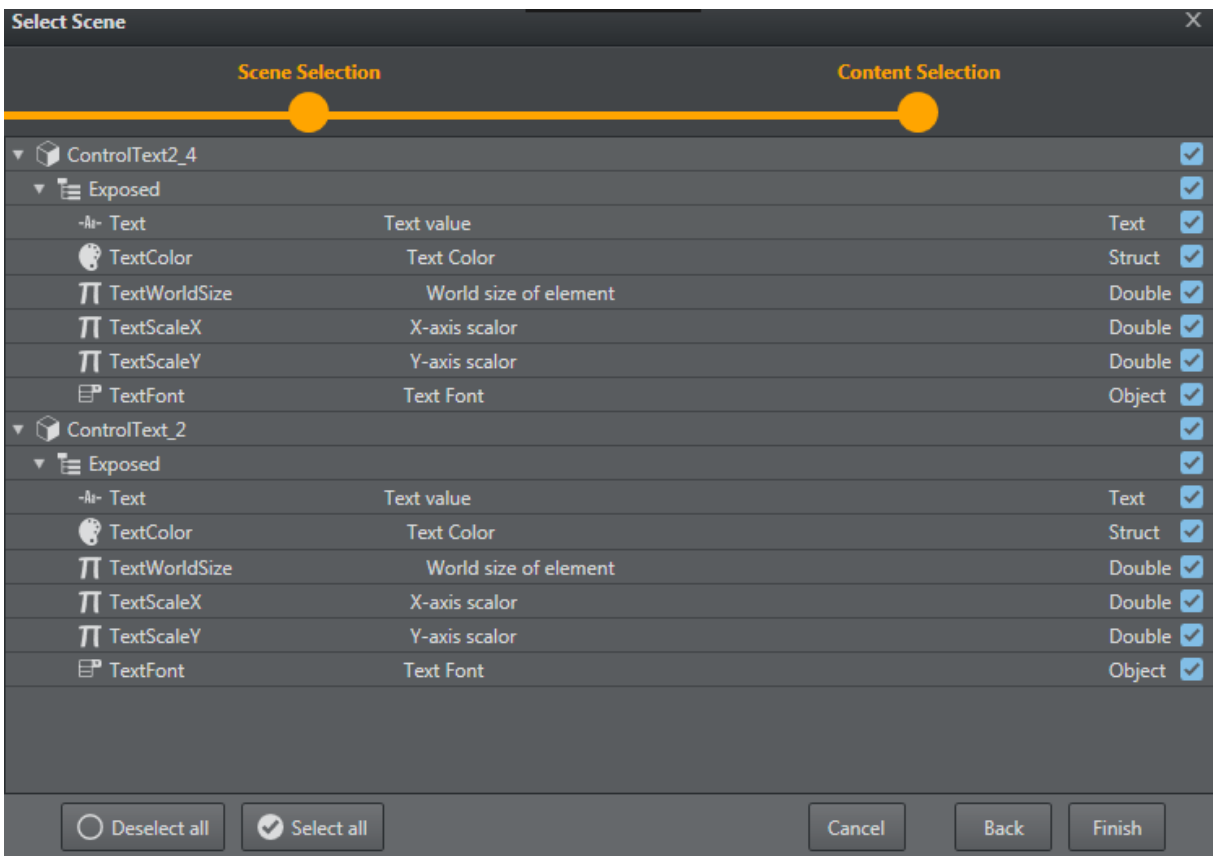 Select Scene
Scene Selection Content Selection
ControlText2_4
Exposed
Text Text value Text
TextColor Text Color Struct
TextWorldSize World size of element Double
TextScaleX X-axis scalor Double
TextScaleY Y-axis scalor Double
TextFont Text Font Object
ControlText_2
Exposed
Text Text value Text
TextColor Text Color Struct
TextWorldSize World size of element Double
TextScaleX X-axis scalor Double
TextScaleY Y-axis scalor Double
TextFont Text Font Object
Deselect all Select all Cancel Back Finish